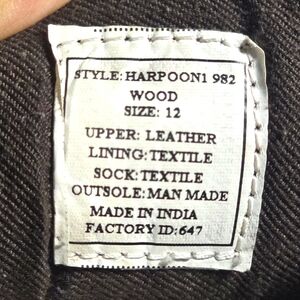 STYLE: HARPOON1 982
WOOD
SIZE: 12
UPPER: LEATHER
LINING: TEXTILE
SOCK: TEXTILE
OUTSOLE: MAN MADE
MADE IN INDIA
FACTORY ID: 647